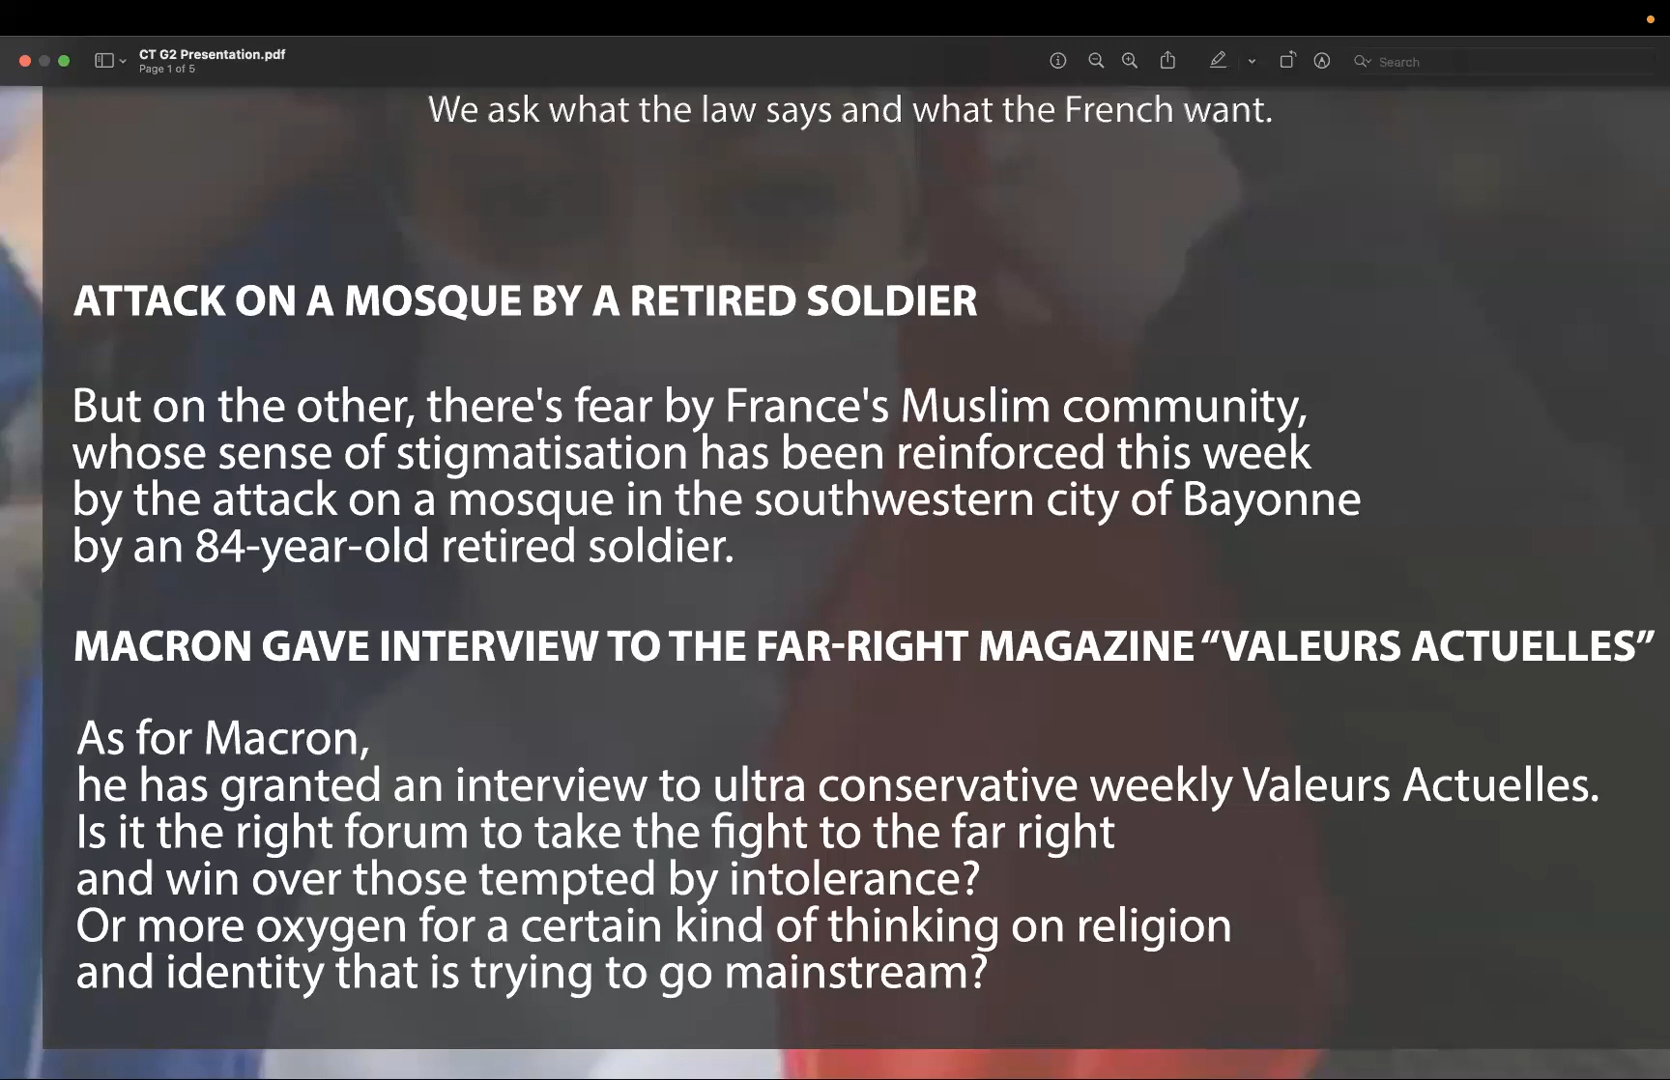 CT G2 Presentation.pdf
Page 1 of 5
Search
We ask what the law says and what the French want.
ATTACK ON A MOSQUE BY A RETIRED SOLDIER
But on the other, there's fear by France's Muslim community,
whose sense of stigmatisation has been reinforced this week
by the attack on a mosque in the southwestern city of Bayonne
by an 84-year-old retired soldier.
MACRON GAVE INTERVIEW TO THE FAR-RIGHT MAGAZINE “VALEURS ACTUELLES”
As for Macron,
he has granted an interview to ultra conservative weekly Valeurs Actuelles.
Is it the right forum to take the fight to the far right
and win over those tempted by intolerance?
Or more oxygen for a certain kind of thinking on religion
and identity that is trying to go mainstream?